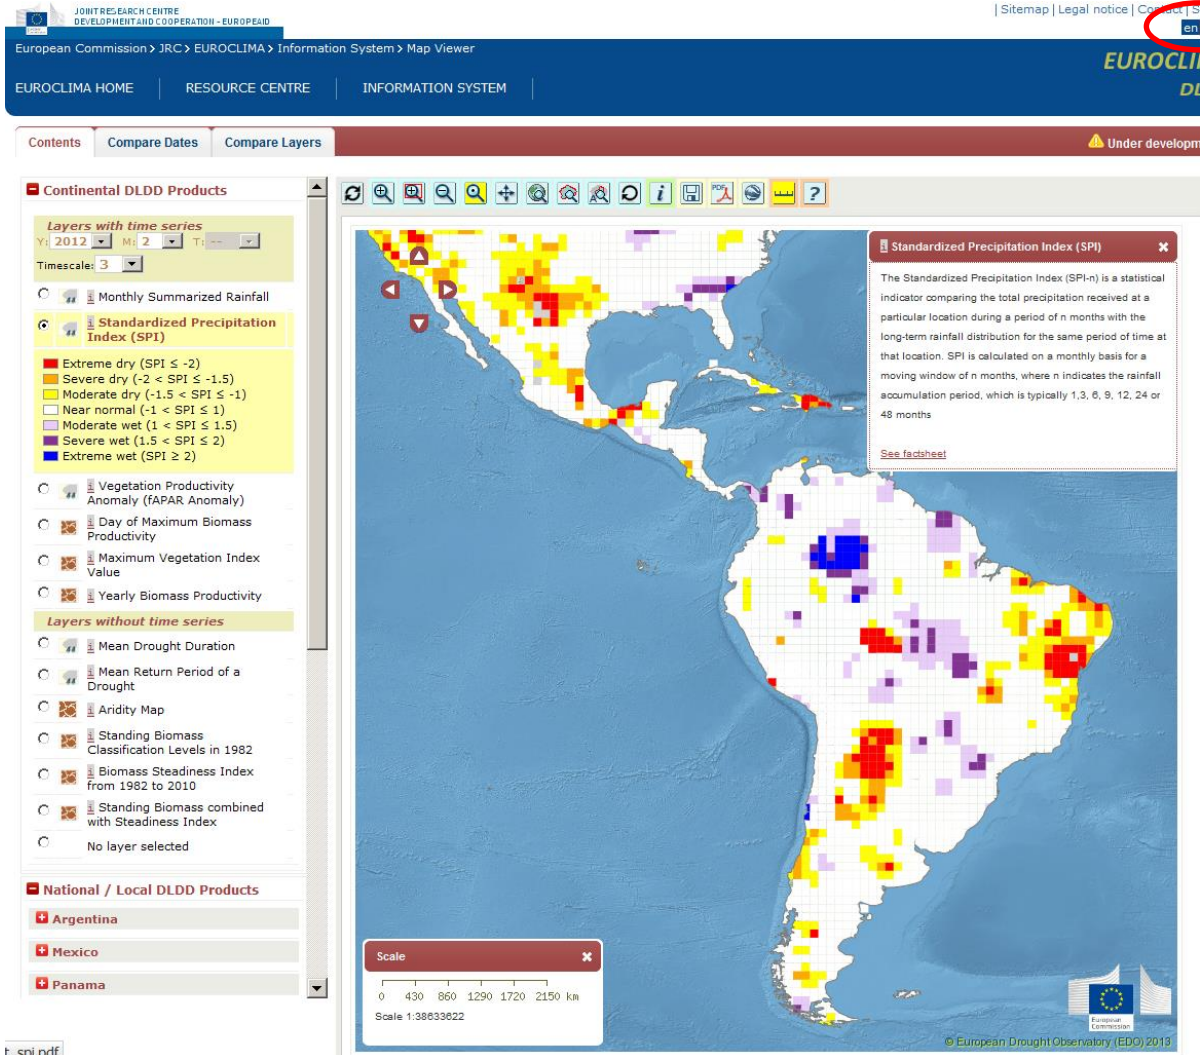 JOINT RESEARCH CENTRE
DEVELOPMENT AND COOPERATION - EUROPEAID
| Sitemap | Legal notice | Contact | S
en
European Commission > JRC > EUROCLIMA > Information System > Map Viewer
EUROCLI
DL
EUROCLIMA HOME
RESOURCE CENTRE
INFORMATION SYSTEM
Contents
Compare Dates
Compare Layers
Under developm
Continental DLDD Products
Layers with time series
Y: 2012 M: 2 T: --
Timescale: 3
i Monthly Summarized Rainfall
i Standardized Precipitation
Index (SPI)
Extreme dry (SPI ≤ -2)
Severe dry (-2 < SPI ≤ -1.5)
Moderate dry (-1.5 < SPI ≤ -1)
Near normal (-1 < SPI ≤ 1)
Moderate wet (1 < SPI ≤ 1.5)
Severe wet (1.5 < SPI ≤ 2)
Extreme wet (SPI ≥ 2)
i Vegetation Productivity
Anomaly (fAPAR Anomaly)
i Day of Maximum Biomass
Productivity
i Maximum Vegetation Index
Value
i Yearly Biomass Productivity
Layers without time series
i Mean Drought Duration
i Mean Return Period of a
Drought
i Aridity Map
i Standing Biomass
Classification Levels in 1982
i Biomass Steadiness Index
from 1982 to 2010
i Standing Biomass combined
with Steadiness Index
No layer selected
National / Local DLDD Products
Argentina
Mexico
Panama
t_spi.pdf
i
PDF
?
i Standardized Precipitation Index (SPI)
The Standardized Precipitation Index (SPI-n) is a statistical
indicator comparing the total precipitation received at a
particular location during a period of n months with the
long-term rainfall distribution for the same period of time at
that location. SPI is calculated on a monthly basis for a
moving window of n months, where n indicates the rainfall
accumulation period, which is typically 1,3, 6, 9, 12, 24 or
48 months
See factsheet
Scale
0 430 860 1290 1720 2150 km
Scale 1:38633622
European
Commission
© European Drought Observatory (EDO) 2013